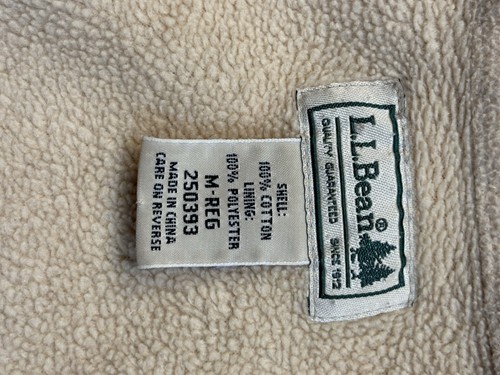 L.L.Bean®
QUALITY GUARANTEED SINCE 1912
SHELL:
100% COTTON
LINING:
100% POLYESTER
M-REG
250393
MADE IN CHINA
CARE ON REVERSE